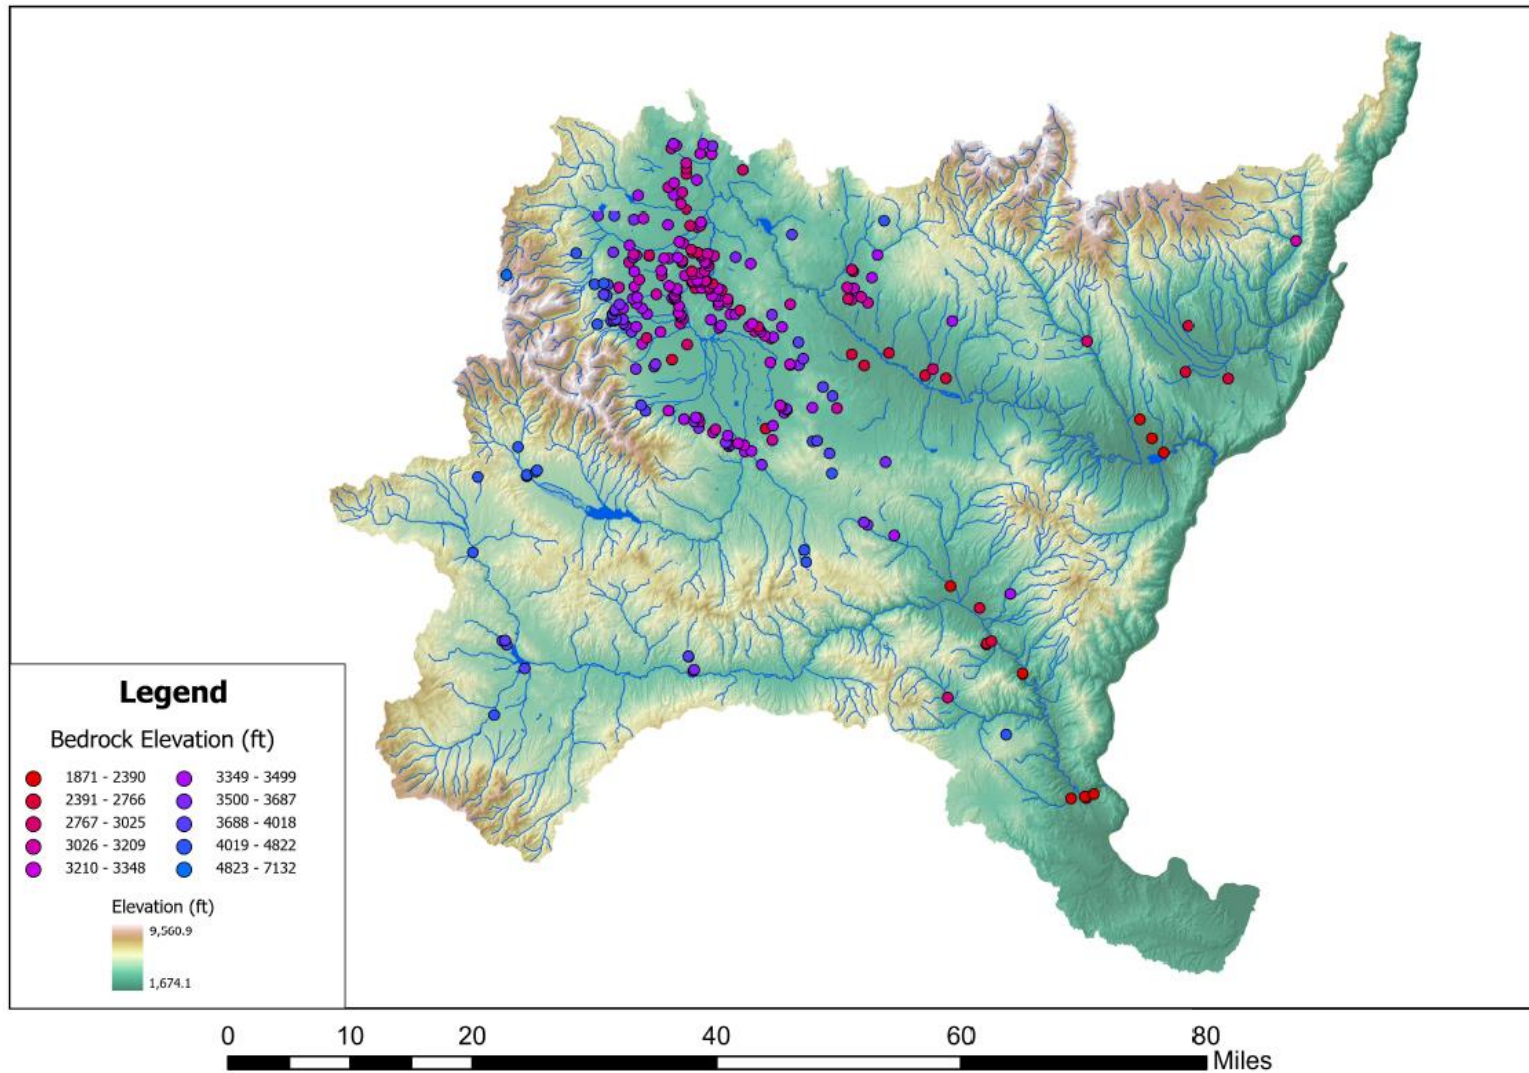 Legend
Bedrock Elevation (ft)
1871 - 2390
3349 - 3499
2391 - 2766
3500 - 3687
2767 - 3025
3688 - 4018
3026 - 3209
4019 - 4822
3210 - 3348
4823 - 7132
Elevation (ft)
9,560.9
1,674.1
0 10 20 40 60 80
Miles